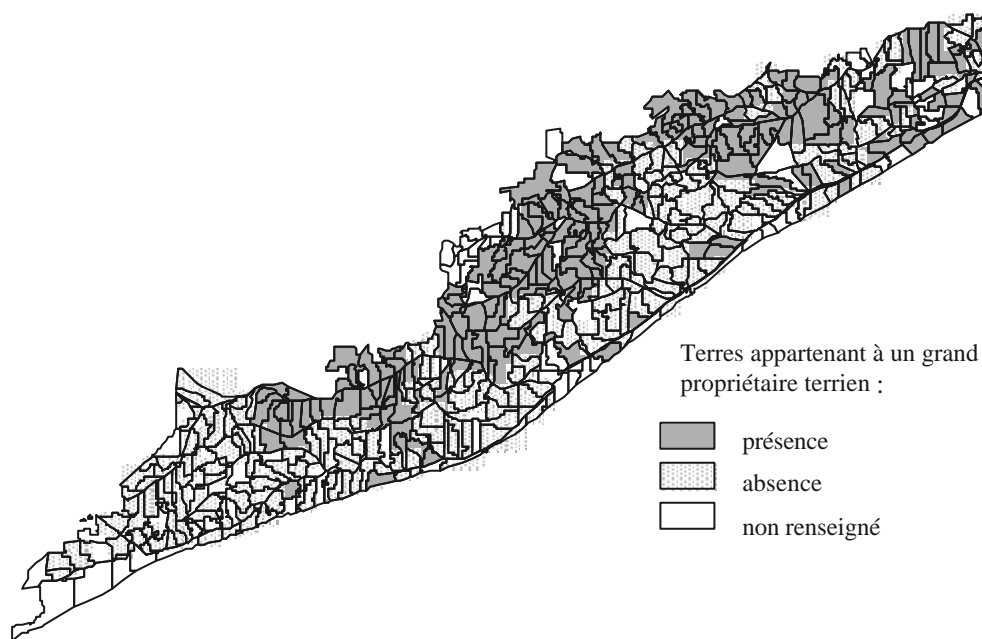 Terres appartenant à un grand
propriétaire terrien :
présence
absence
non renseigné